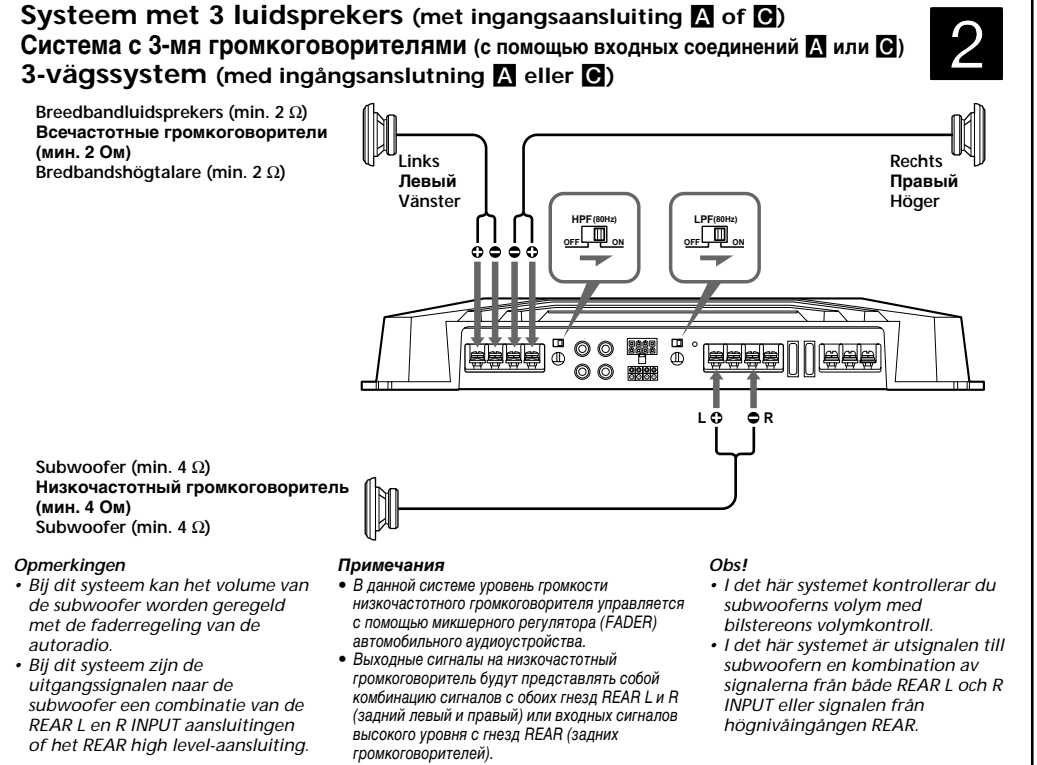 Systeem met 3 luidsprekers (met ingangsaansluiting A of C)
Система с 3-мя громкоговорителями (с помощью входных соединений A или C)
3-vägssystem (med ingångsanslutning A eller C)
2
Breedbandluidsprekers (min. 2 Ω)
Всечастотные громкоговорители
(мин. 2 Ом)
Bredbandshögtalare (min. 2 Ω)
Links
Левый
Vänster
Rechts
Правый
Höger
HPF(80Hz)
OFF ON
LPF(80Hz)
OFF ON
+ − − +
L + − R
Subwoofer (min. 4 Ω)
Низкочастотный громкоговоритель
(мин. 4 Ом)
Subwoofer (min. 4 Ω)
Opmerkingen
• Bij dit systeem kan het volume van
de subwoofer worden geregeld
met de faderregeling van de
autoradio.
• Bij dit systeem zijn de
uitgangssignalen naar de
subwoofer een combinatie van de
REAR L en R INPUT aansluitingen
of het REAR high level-aansluiting.
Примечания
• В данной системе уровень громкости
низкочастотного громкоговорителя управляется
с помощью микшерного регулятора (FADER)
автомобильного аудиоустройства.
• Выходные сигналы на низкочастотный
громкоговоритель будут представлять собой
комбинацию сигналов с обоих гнезд REAR L и R
(задний левый и правый) или входных сигналов
высокого уровня с гнезд REAR (задних
громкоговорителей).
Obs!
• I det här systemet kontrollerar du
subwooferns volym med
bilstereons volymkontroll.
• I det här systemet är utsignalen till
subwoofern en kombination av
signalerna från både REAR L och R
INPUT eller signalen från
högnivåingången REAR.